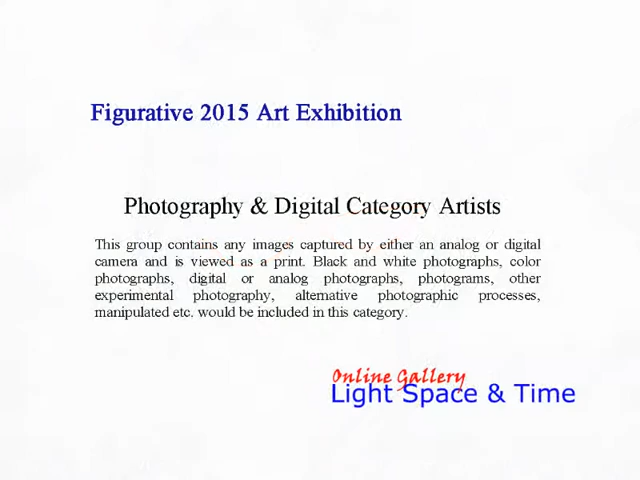 Figurative 2015 Art Exhibition
Photography & Digital Category Artists
This group contains any images captured by either an analog or digital
camera and is viewed as a print. Black and white photographs, color
photographs, digital or analog photographs, photograms, other
experimental photography, alternative photographic processes,
manipulated etc. would be included in this category.
Online Gallery
Light Space & Time